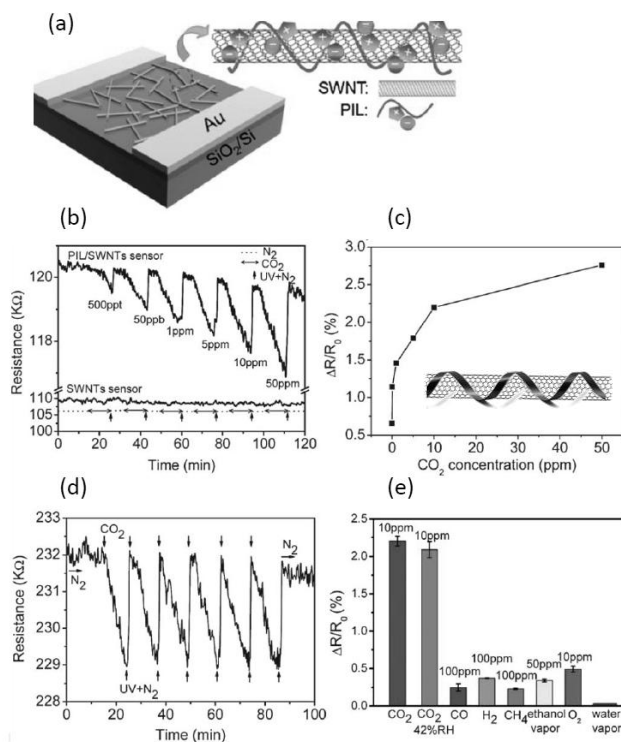 (a)
SWNT:
PIL:
Au
SiO2/Si
(b)
PIL/SWNTs sensor
N2
CO2
UV+N2
500ppt
50ppb
1ppm
5ppm
10ppm
50ppm
SWNTs sensor
Resistance (KΩ)
120
118
110
105
100
0 20 40 60 80 100 120
Time (min)
(c)
ΔR/R0 (%)
3.0
2.5
2.0
1.5
1.0
0.5
0 10 20 30 40 50
CO2 concentration (ppm)
(d)
Resistance (KΩ)
233
232
231
230
229
228
CO2
N2
N2
UV+N2
0 20 40 60 80 100
Time (min)
(e)
ΔR/R0 (%)
2.5
2.0
1.5
1.0
0.5
0.0
10ppm
10ppm
100ppm
100ppm
100ppm
50ppm
10ppm
CO2 CO2 CO H2 CH4 ethanol O2 water
42%RH vapor vapor